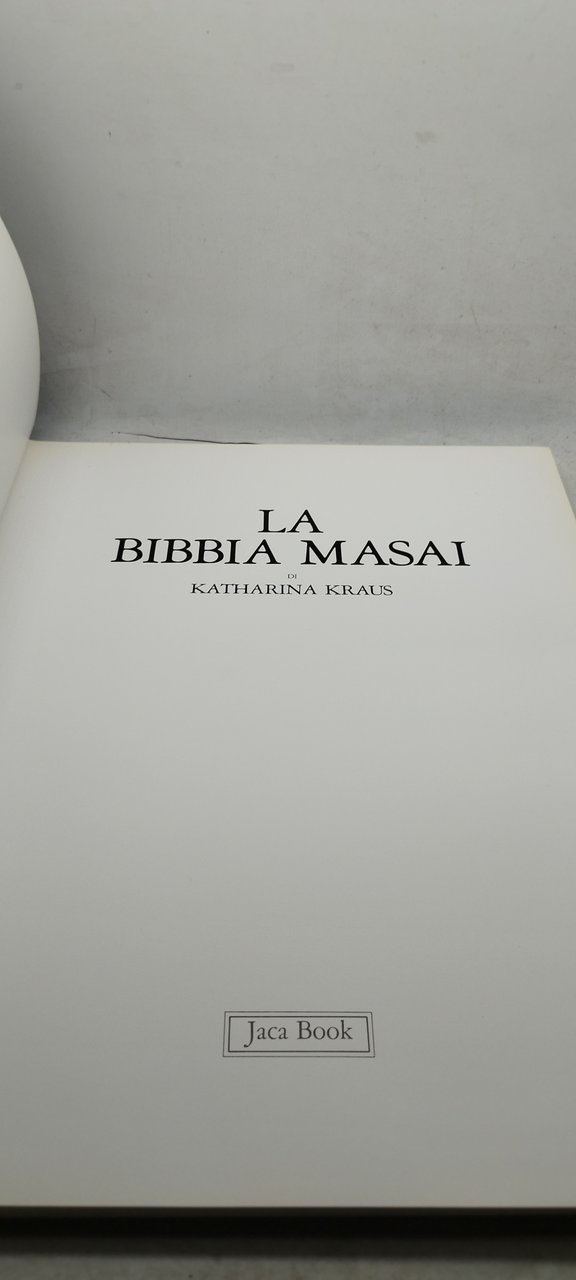 LA
BIBBIA MASAI
DI
KATHARINA KRAUS
Jaca Book